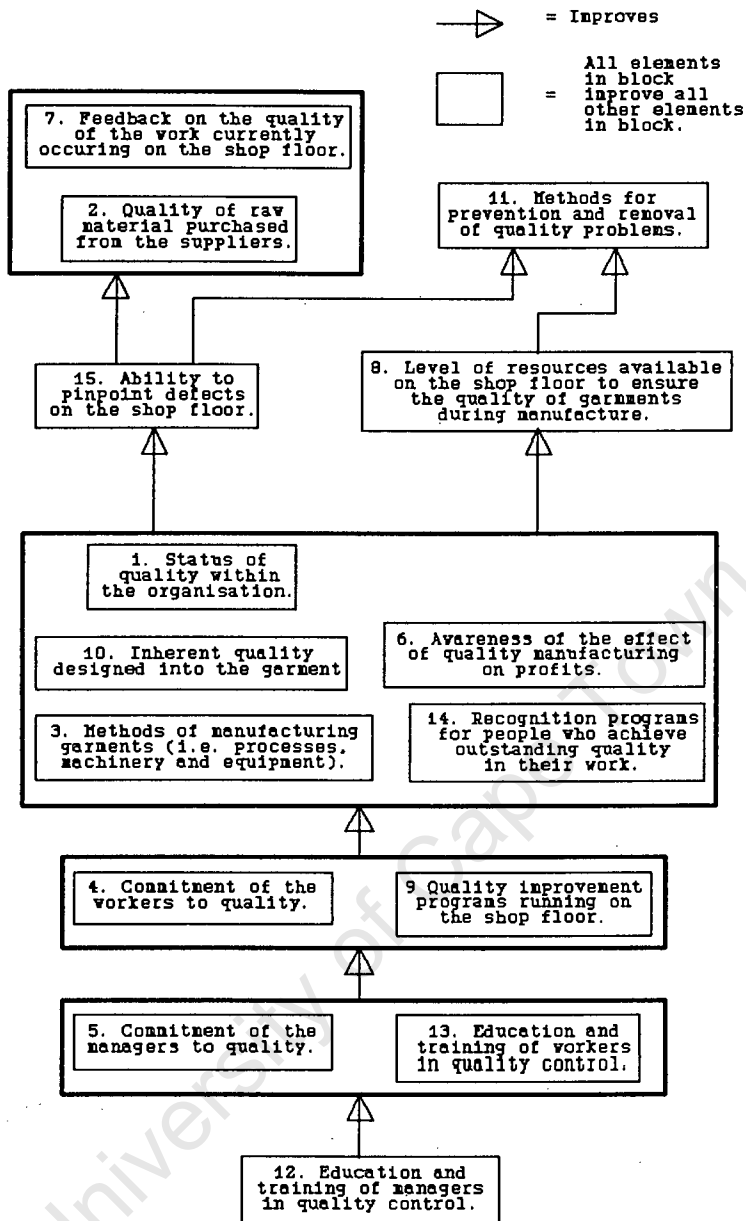 = Improves
All elements
in block
= improve all
other elements
in block.
7. Feedback on the quality
of the work currently
occuring on the shop floor.
2. Quality of raw
material purchased
from the suppliers.
11. Methods for
prevention and removal
of quality problems.
15. Ability to
pinpoint defects
on the shop floor.
8. Level of resources available
on the shop floor to ensure
the quality of garments
during manufacture.
1. Status of
quality within
the organisation.
10. Inherent quality
designed into the garment
6. Awareness of the effect
of quality manufacturing
on profits.
3. Methods of manufacturing
garments (i.e. processes,
machinery and equipment).
14. Recognition programs
for people who achieve
outstanding quality
in their work.
4. Commitment of the
workers to quality.
9 Quality improvement
programs running on
the shop floor.
5. Commitment of the
managers to quality.
13. Education and
training of workers
in quality control.
12. Education and
training of managers
in quality control.
University of Cape Town